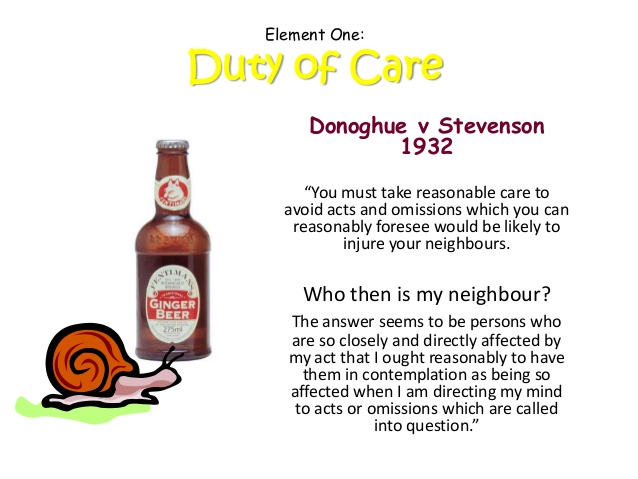 Element One:
Duty of Care
Donoghue v Stevenson
1932
“You must take reasonable care to
avoid acts and omissions which you can
reasonably foresee would be likely to
injure your neighbours.
Who then is my neighbour?
The answer seems to be persons who
are so closely and directly affected by
my act that I ought reasonably to have
them in contemplation as being so
affected when I am directing my mind
to acts or omissions which are called
into question.”
FENTIMANS
GINGER
BEER
275ml